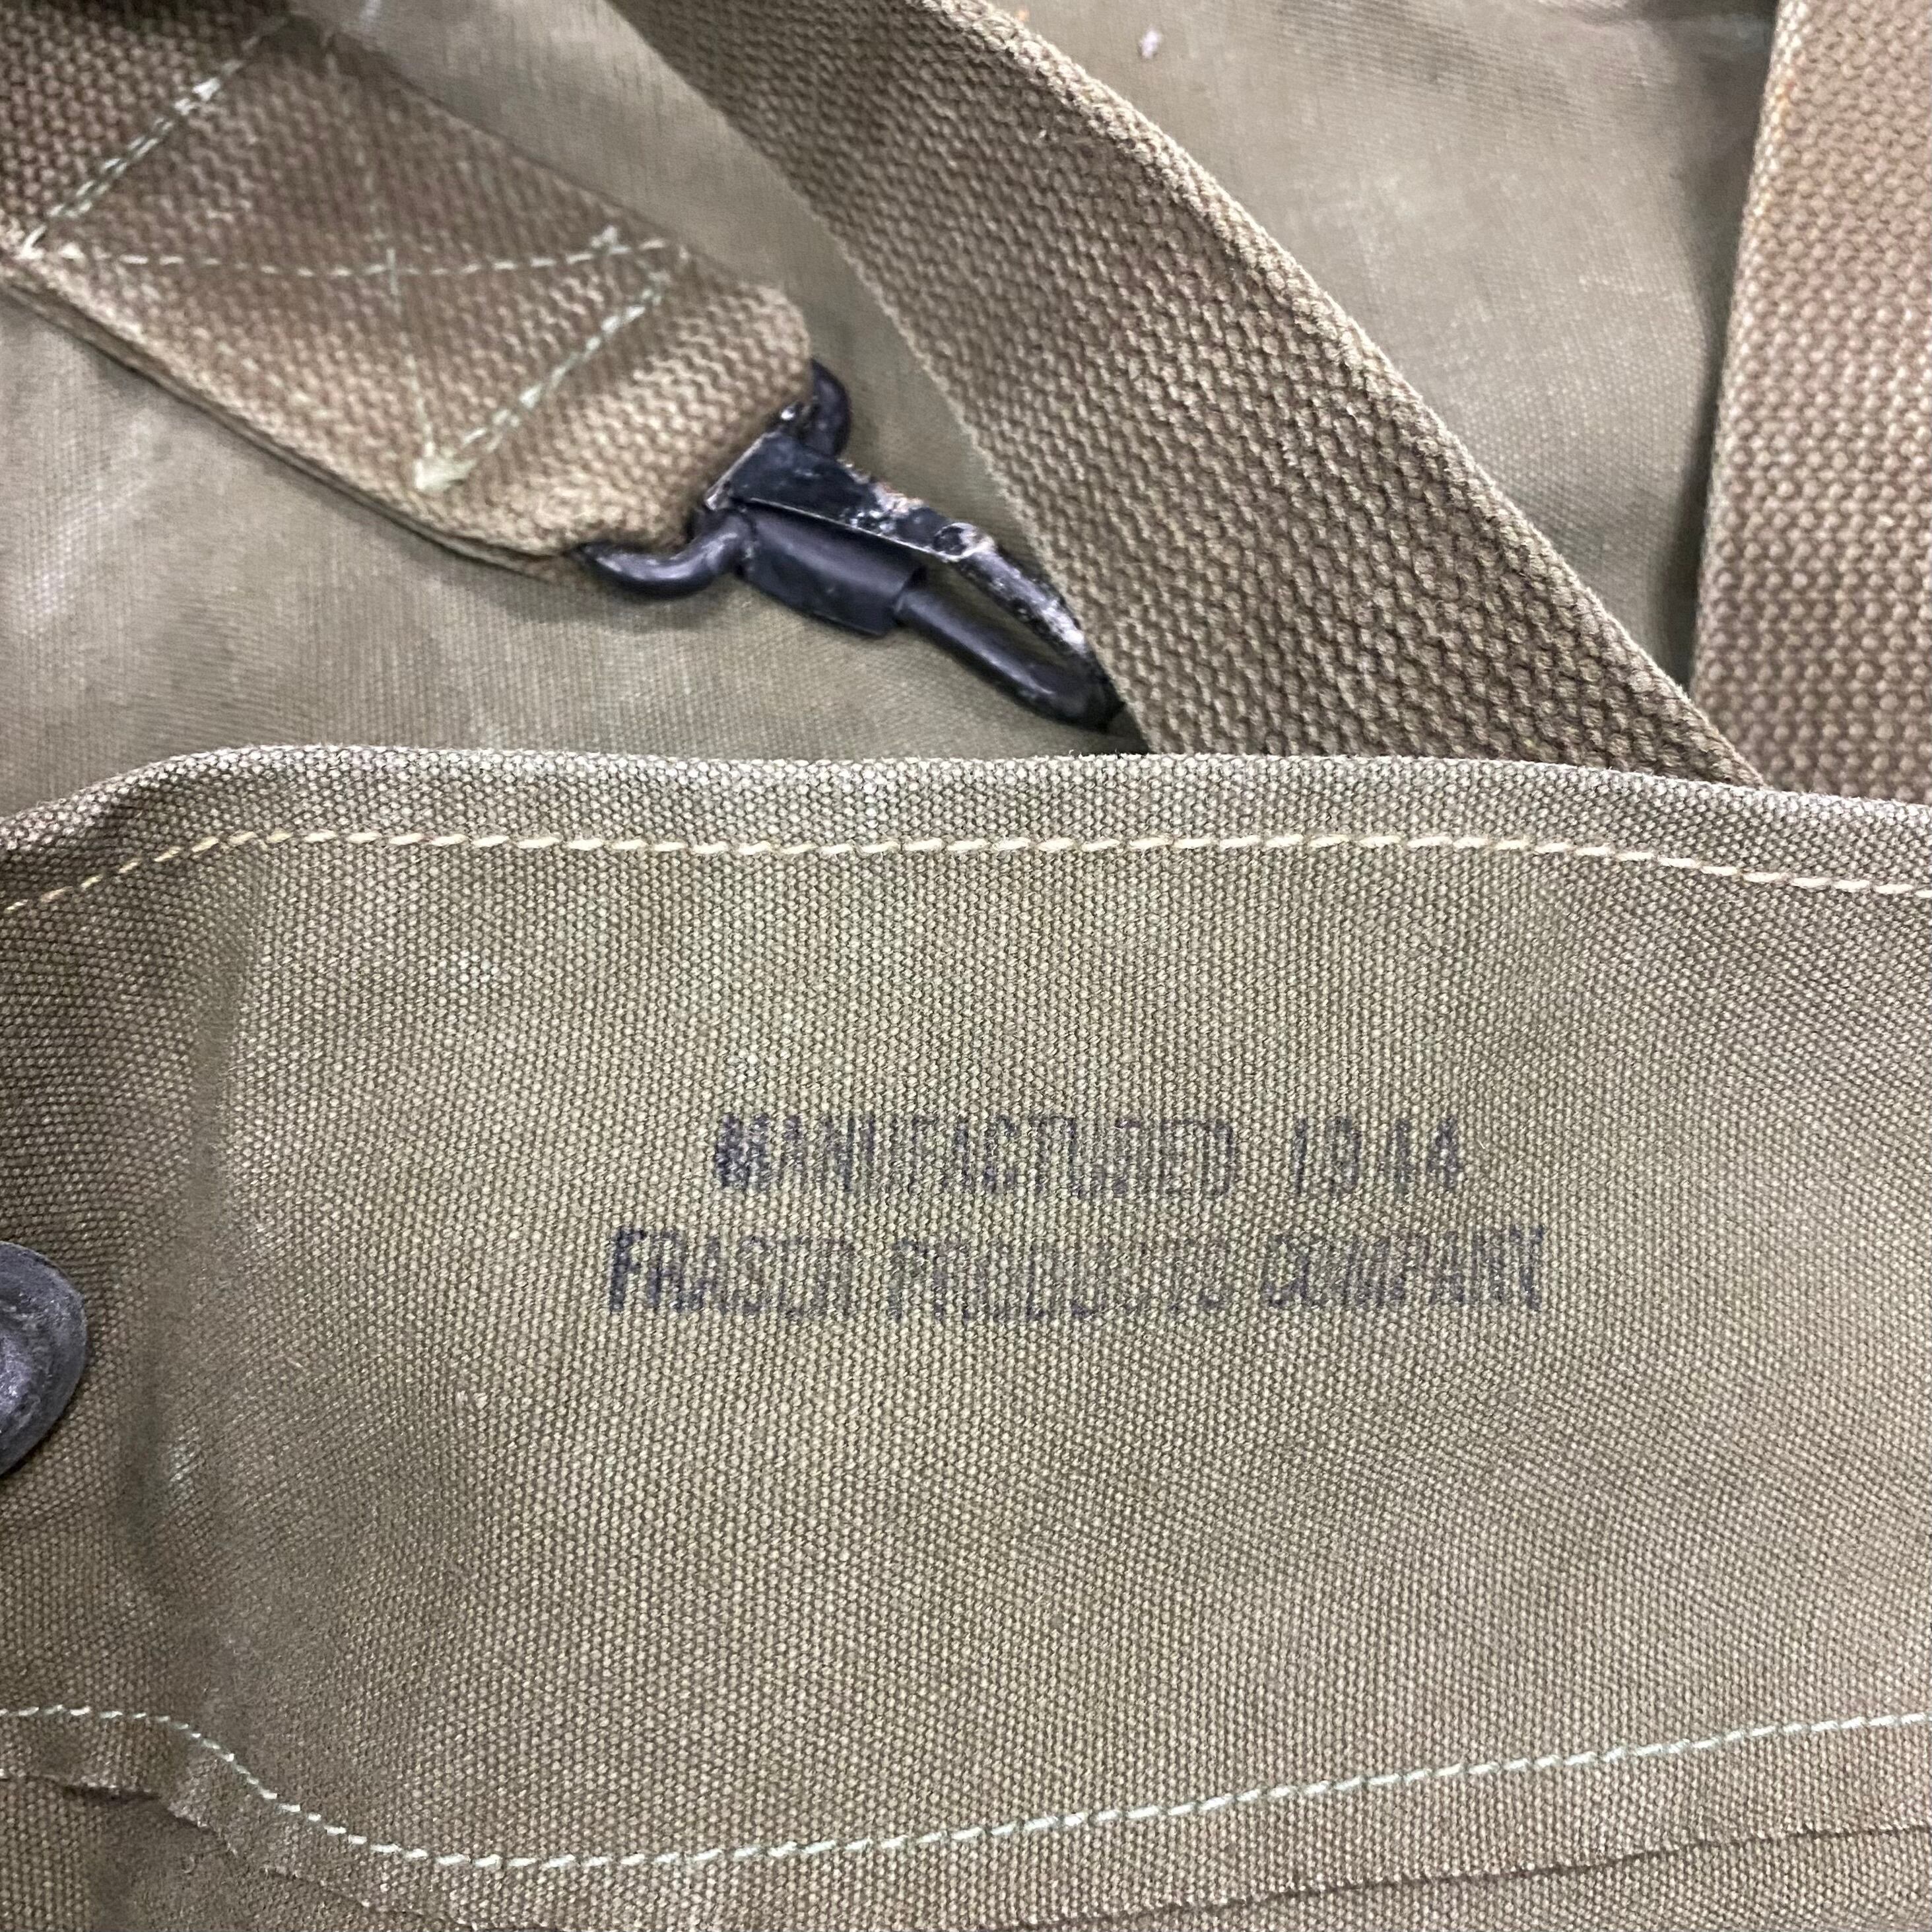 MANUFACTURED 1944
FRASER PRODUCTS COMPANY